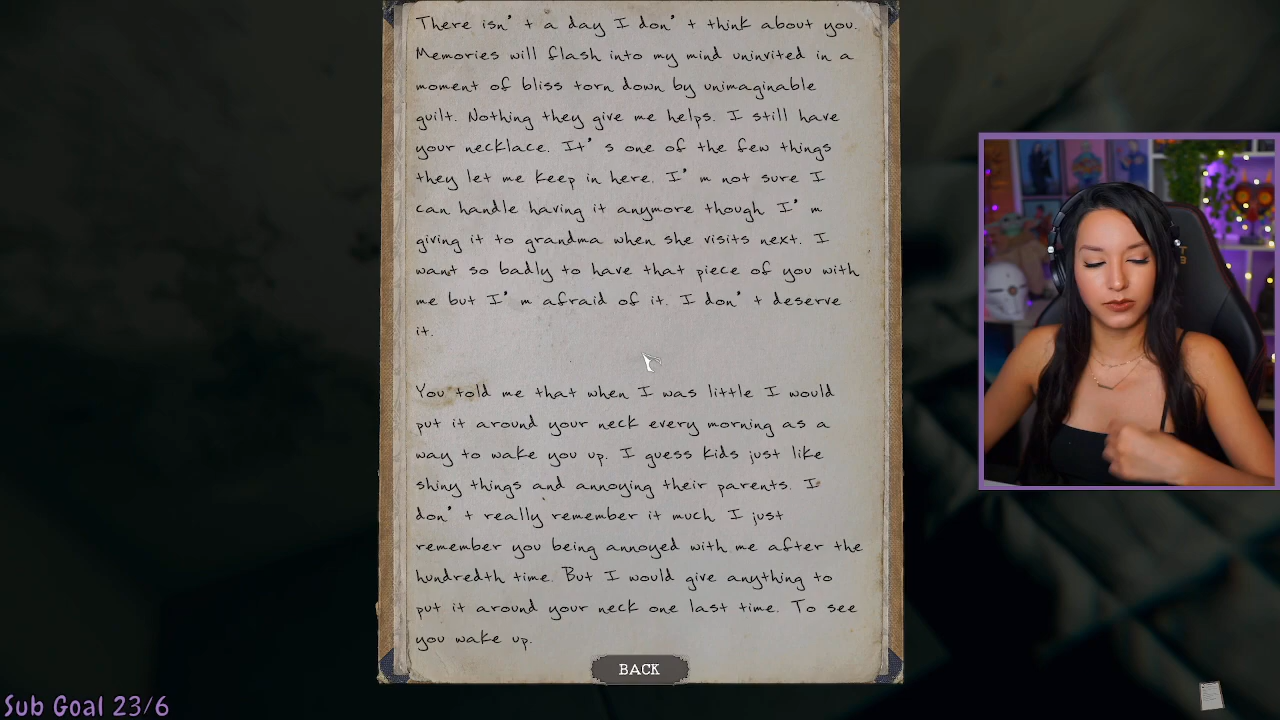 There isn't a day I don't think about you.
Memories will flash into my mind uninvited in a
moment of bliss torn down by unimaginable
guilt. Nothing they give me helps. I still have
your necklace. It's one of the few things
they let me keep in here. I'm not sure I
can handle having it anymore though I'm
giving it to grandma when she visits next. I
want so badly to have that piece of you with
me but I'm afraid of it. I don't deserve
it.
You told me that when I was little I would
put it around your neck every morning as a
way to wake you up. I guess kids just like
shiny things and annoying their parents. I
don't really remember it much I just
remember you being annoyed with me after the
hundredth time. But I would give anything to
put it around your neck one last time. To see
you wake up.
BACK
Sub Goal 23/6